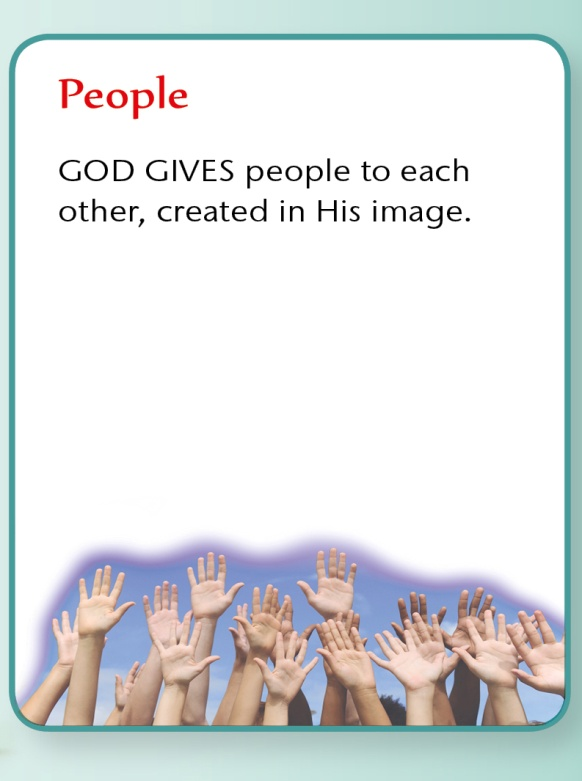 People
GOD GIVES people to each
other, created in His image.